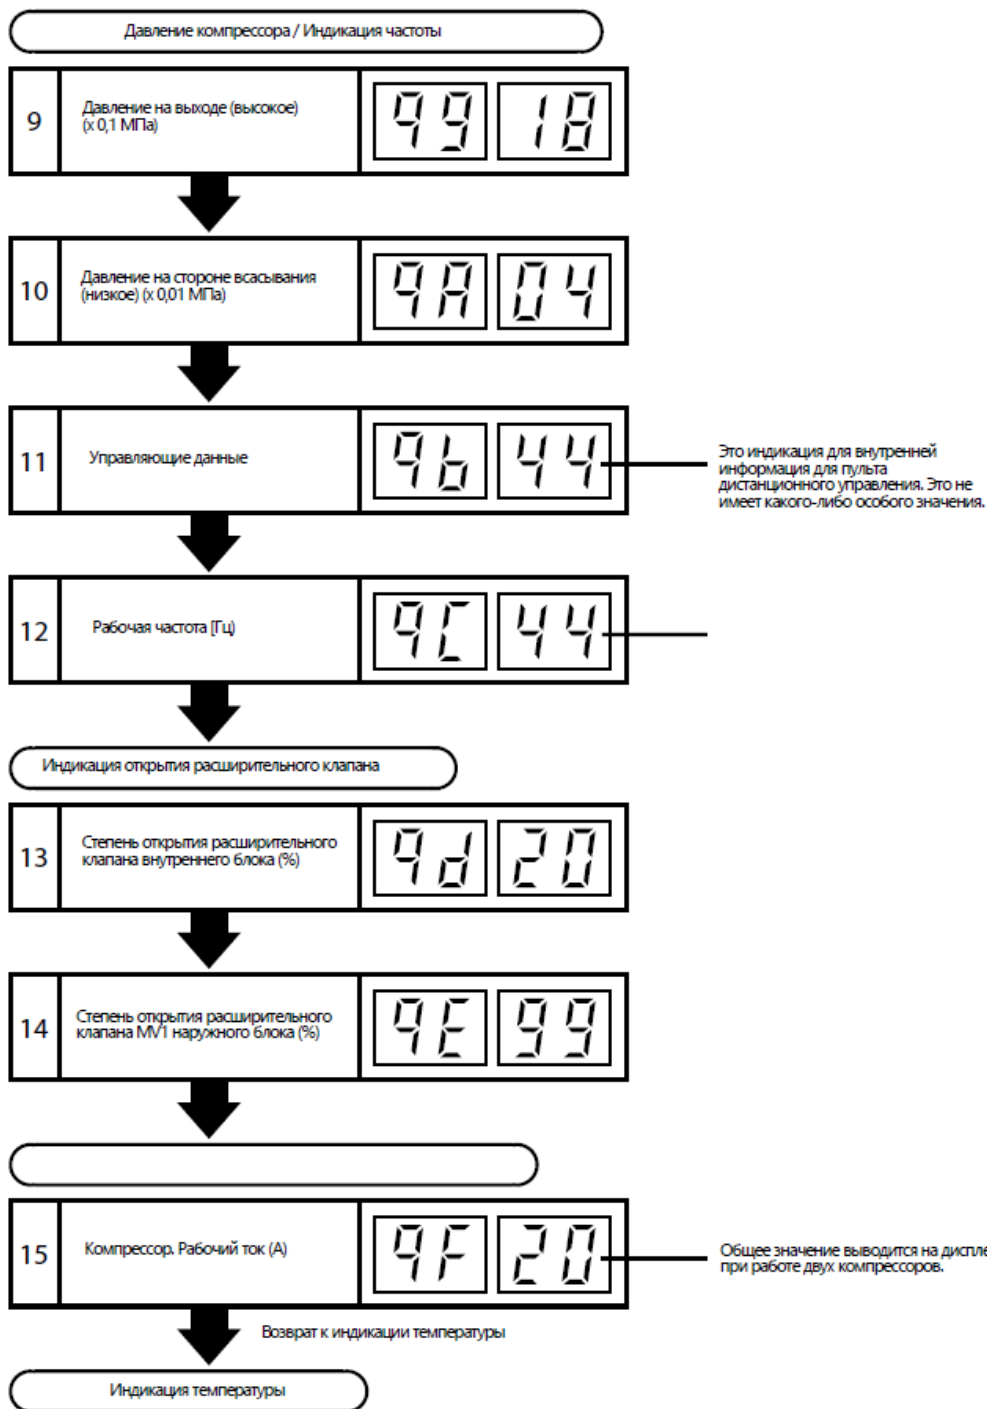 Давление компрессора / Индикация частоты
9
Давление на выходе (высокое)
(x 0,1 МПа)
99 18
10
Давление на стороне всасывания
(низкое) (x 0,01 МПа)
9A 04
11
Управляющие данные
9b 44
Это индикация для внутренней
информация для пульта
дистанционного управления. Это не
имеет какого-либо особого значения.
12
Рабочая частота [Гц)
9C 44
Индикация открытия расширительного клапана
13
Степень открытия расширительного
клапана внутреннего блока (%)
9d 20
14
Степень открытия расширительного
клапана MV1 наружного блока (%)
9E 99
15
Компрессор. Рабочий ток (А)
9F 20
Общее значение выводится на диспле
при работе двух компрессоров.
Возврат к индикации температуры
Индикация температуры